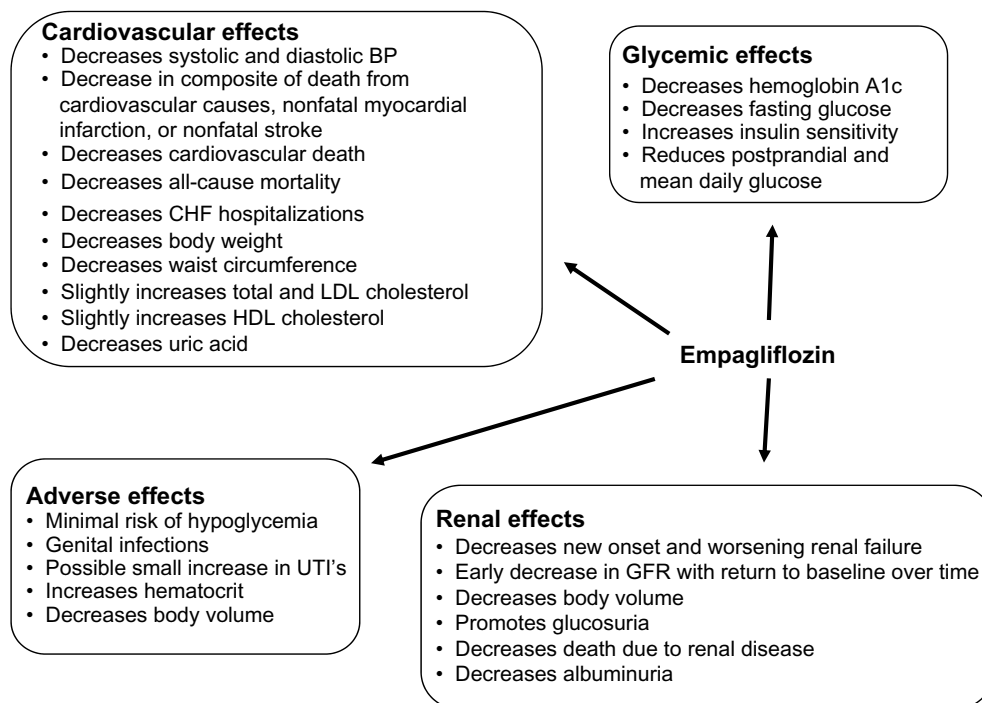 Cardiovascular effects
• Decreases systolic and diastolic BP
• Decrease in composite of death from
cardiovascular causes, nonfatal myocardial
infarction, or nonfatal stroke
• Decreases cardiovascular death
• Decreases all-cause mortality
• Decreases CHF hospitalizations
• Decreases body weight
• Decreases waist circumference
• Slightly increases total and LDL cholesterol
• Slightly increases HDL cholesterol
• Decreases uric acid
Glycemic effects
• Decreases hemoglobin A1c
• Decreases fasting glucose
• Increases insulin sensitivity
• Reduces postprandial and
mean daily glucose
Empagliflozin
Adverse effects
• Minimal risk of hypoglycemia
• Genital infections
• Possible small increase in UTI's
• Increases hematocrit
• Decreases body volume
Renal effects
• Decreases new onset and worsening renal failure
• Early decrease in GFR with return to baseline over time
• Decreases body volume
• Promotes glucosuria
• Decreases death due to renal disease
• Decreases albuminuria